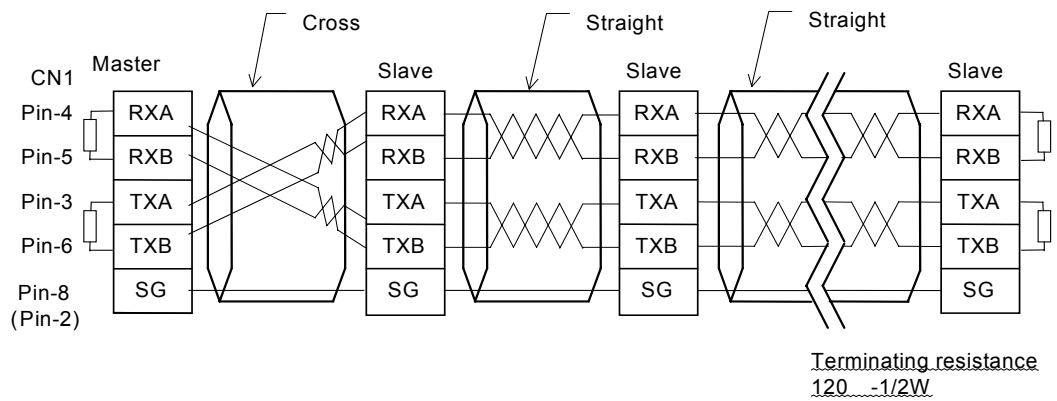 Cross
Straight
Straight
CN1
Master
Slave
Slave
Slave
Pin-4
RXA
RXA
RXA
RXA
Pin-5
RXB
RXB
RXB
RXB
Pin-3
TXA
TXA
TXA
TXA
Pin-6
TXB
TXB
TXB
TXB
Pin-8
(Pin-2)
SG
SG
SG
SG
Terminating resistance
120 -1/2W